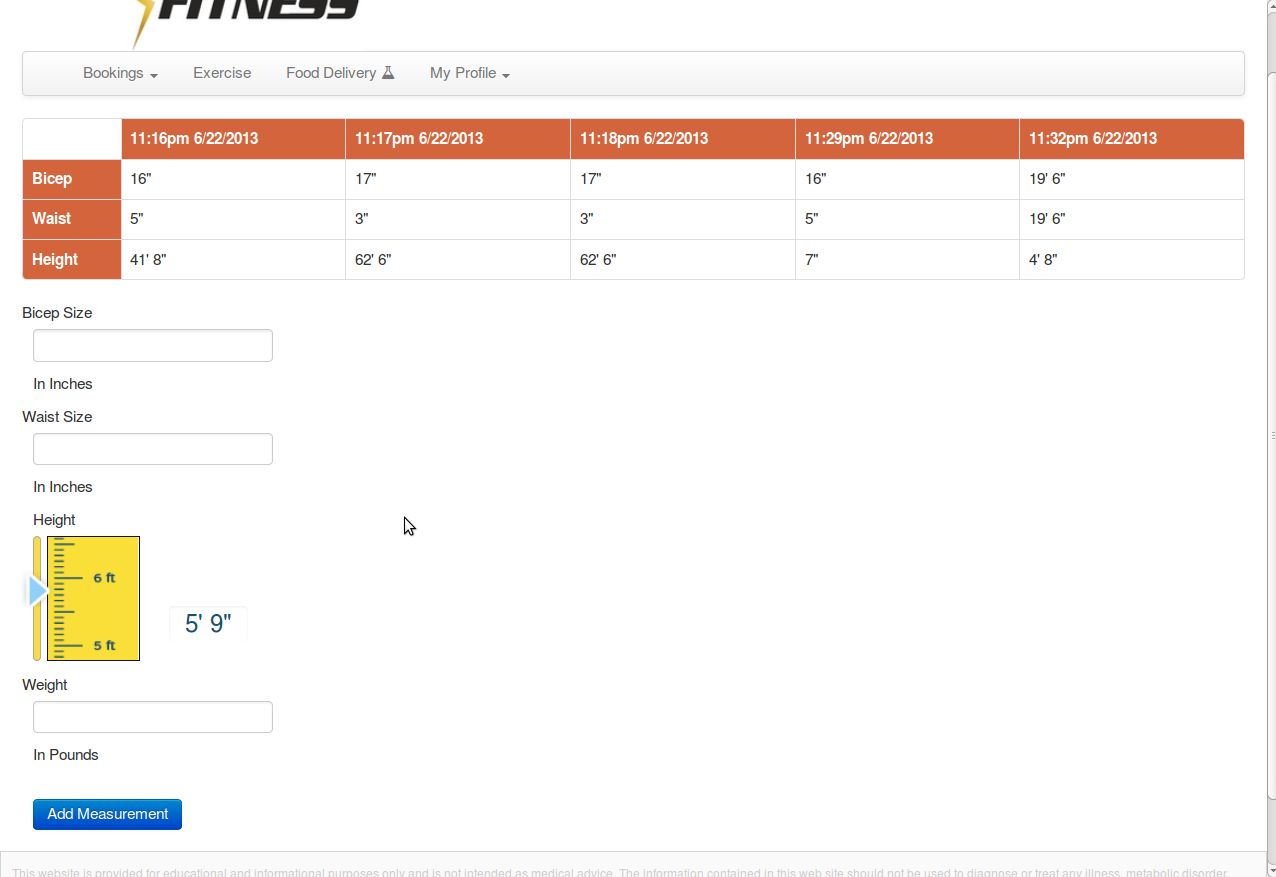 FITNESS
Bookings Exercise Food Delivery My Profile
11:16pm 6/22/2013 11:17pm 6/22/2013 11:18pm 6/22/2013 11:29pm 6/22/2013 11:32pm 6/22/2013
Bicep 16" 17" 17" 16" 19' 6"
Waist 5" 3" 3" 5" 19' 6"
Height 41' 8" 62' 6" 62' 6" 7" 4' 8"
Bicep Size
In Inches
Waist Size
In Inches
Height
6 ft
5' 9"
5 ft
Weight
In Pounds
Add Measurement
This website is provided for educational and informational purposes only and is not intended as medical advice. The information contained in this web site should not be used to diagnose or treat any illness, metabolic disorder,